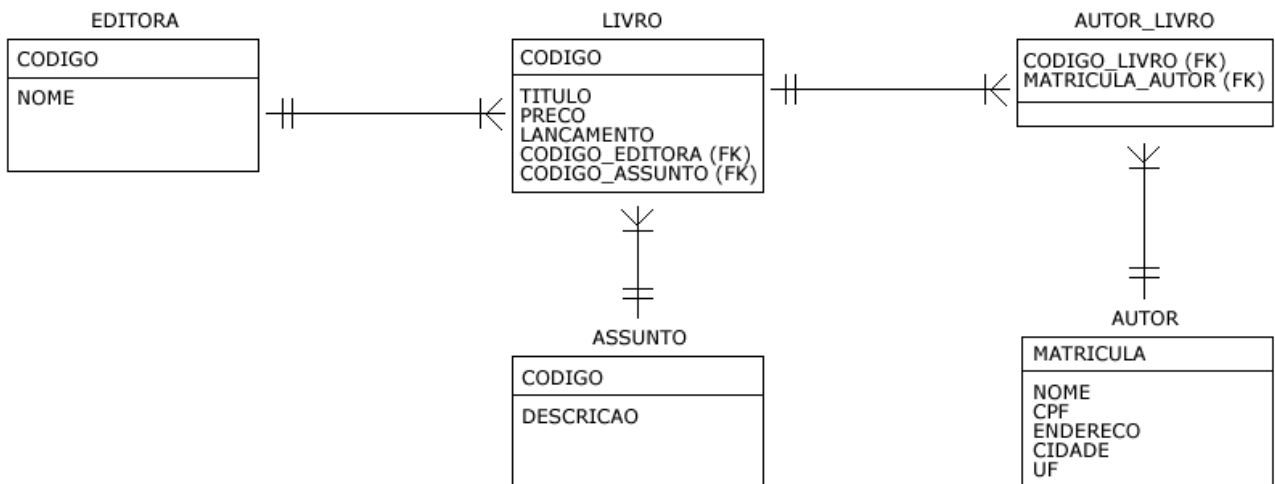 EDITORA
CODIGO
NOME
LIVRO
CODIGO
TITULO
PRECO
LANCAMENTO
CODIGO_EDITORA (FK)
CODIGO_ASSUNTO (FK)
AUTOR_LIVRO
CODIGO_LIVRO (FK)
MATRICULA_AUTOR (FK)
ASSUNTO
CODIGO
DESCRICAO
AUTOR
MATRICULA
NOME
CPF
ENDERECO
CIDADE
UF